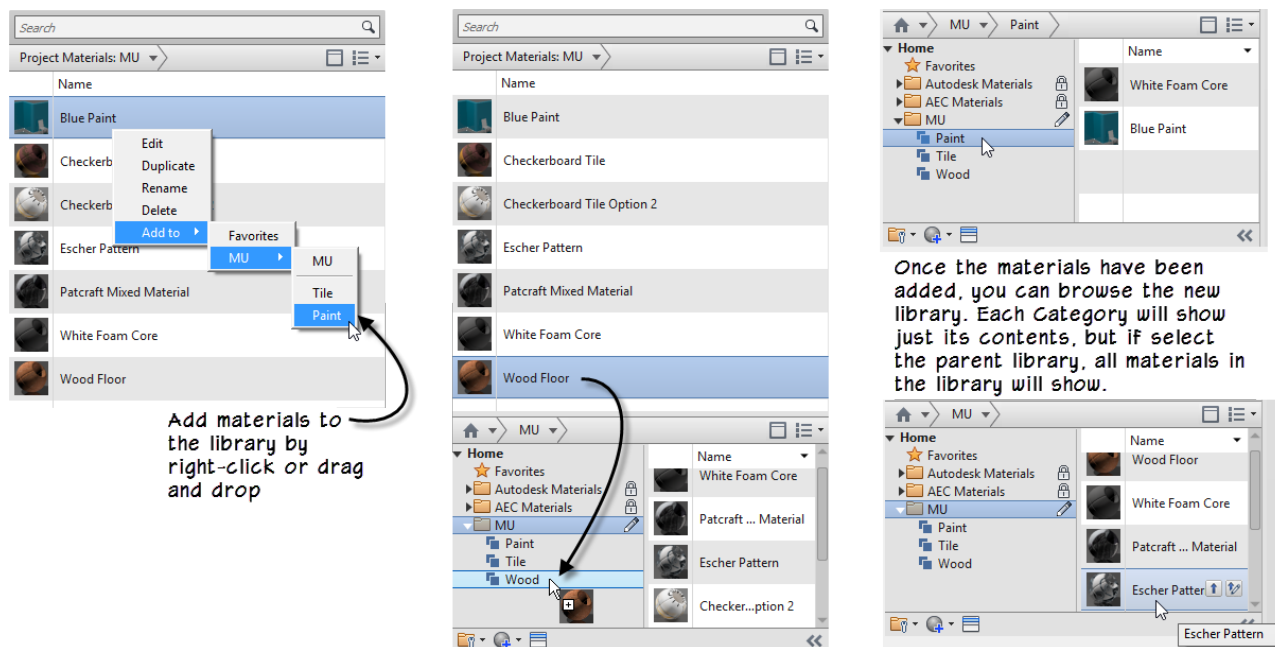 Search
Project Materials: MU
Name
Blue Paint
Checkerb
Checkerb
Escher Pattern
Patcraft Mixed Material
White Foam Core
Wood Floor
Edit
Duplicate
Rename
Delete
Add to
Favorites
MU
MU
Tile
Paint
Add materials to
the library by
right-click or drag
and drop
Search
Project Materials: MU
Name
Blue Paint
Checkerboard Tile
Checkerboard Tile Option 2
Escher Pattern
Patcraft Mixed Material
White Foam Core
Wood Floor
MU
Home
Favorites
Autodesk Materials
AEC Materials
MU
Paint
Tile
Wood
Name
White Foam Core
Patcraft ... Material
Escher Pattern
Checker...ption 2
MU
Paint
Home
Favorites
Autodesk Materials
AEC Materials
MU
Paint
Tile
Wood
Name
White Foam Core
Blue Paint
Once the materials have been
added, you can browse the new
library. Each Category will show
just its contents, but if select
the parent library, all materials in
the library will show.
MU
Home
Favorites
Autodesk Materials
AEC Materials
MU
Paint
Tile
Wood
Name
Wood Floor
White Foam Core
Patcraft ... Material
Escher Patter
Escher Pattern